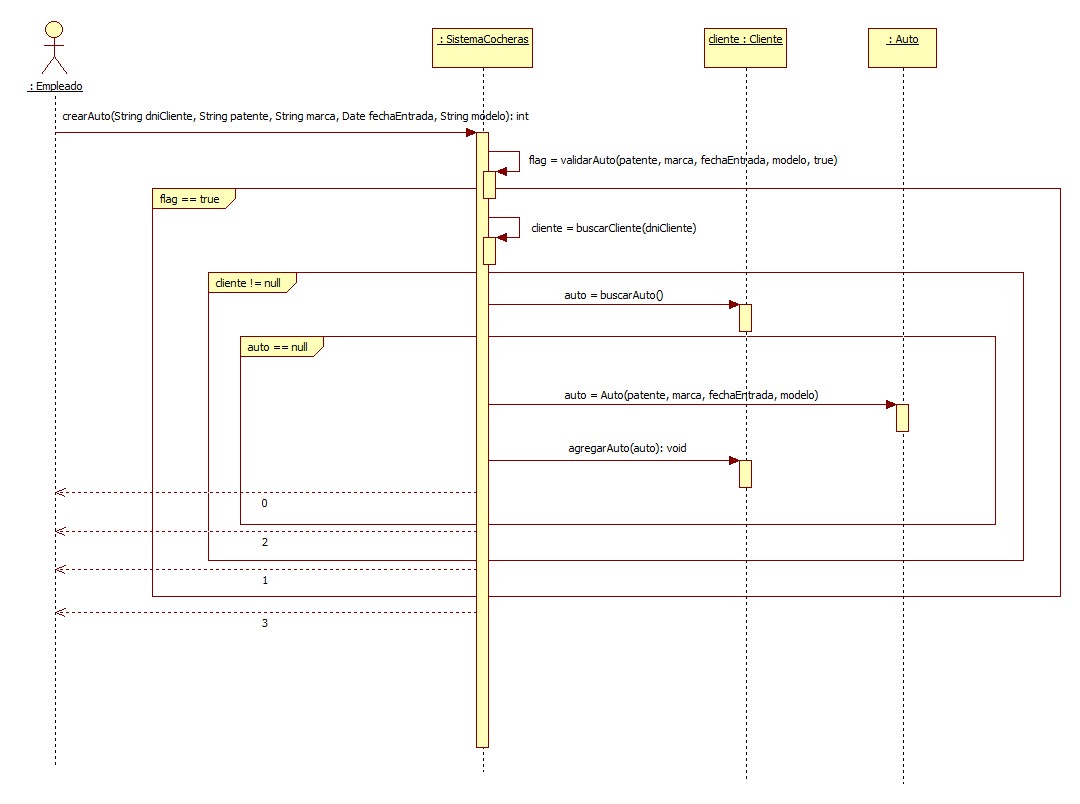 : SistemaCocheras
cliente : Cliente
: Auto
: Empleado
crearAuto(String dniCliente, String patente, String marca, Date fechaEntrada, String modelo): int
flag = validarAuto(patente, marca, fechaEntrada, modelo, true)
flag == true
cliente = buscarCliente(dniCliente)
cliente != null
auto = buscarAuto()
auto == null
auto = Auto(patente, marca, fechaEntrada, modelo)
agregarAuto(auto): void
0
2
1
3